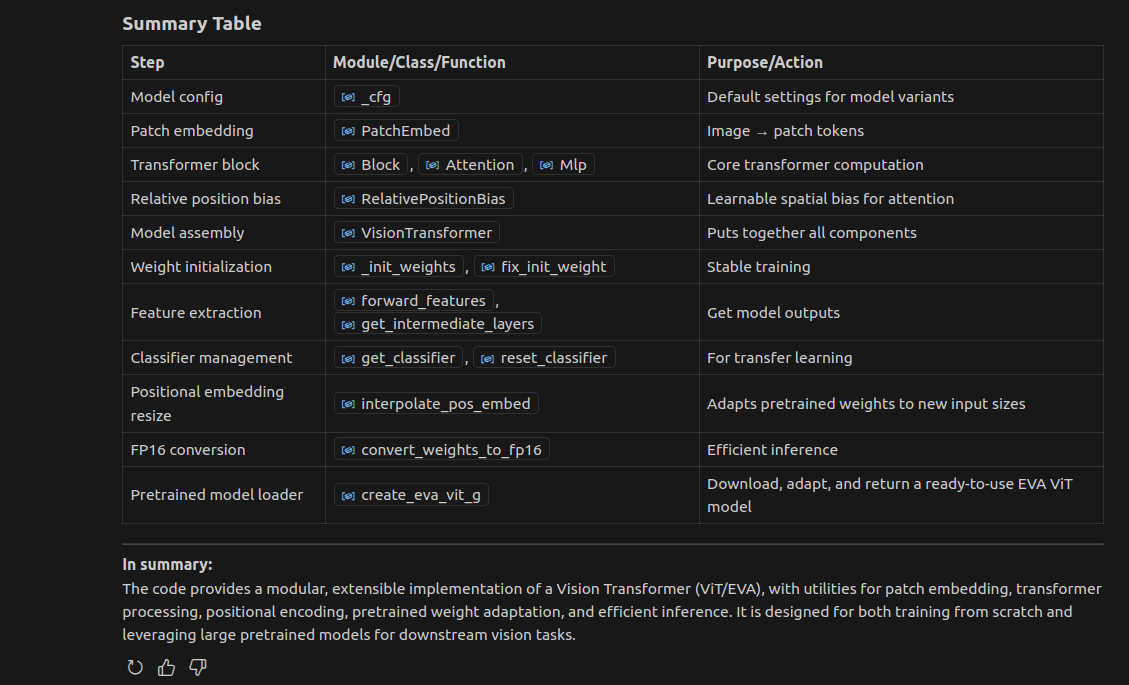 Summary Table
Step Module/Class/Function Purpose/Action
Model config _cfg Default settings for model variants
Patch embedding PatchEmbed Image → patch tokens
Transformer block Block , Attention , Mlp Core transformer computation
Relative position bias RelativePositionBias Learnable spatial bias for attention
Model assembly VisionTransformer Puts together all components
Weight initialization _init_weights , fix_init_weight Stable training
Feature extraction forward_features , get_intermediate_layers Get model outputs
Classifier management get_classifier , reset_classifier For transfer learning
Positional embedding resize interpolate_pos_embed Adapts pretrained weights to new input sizes
FP16 conversion convert_weights_to_fp16 Efficient inference
Pretrained model loader create_eva_vit_g Download, adapt, and return a ready-to-use EVA ViT model
In summary:
The code provides a modular, extensible implementation of a Vision Transformer (ViT/EVA), with utilities for patch embedding, transformer
processing, positional encoding, pretrained weight adaptation, and efficient inference. It is designed for both training from scratch and
leveraging large pretrained models for downstream vision tasks.